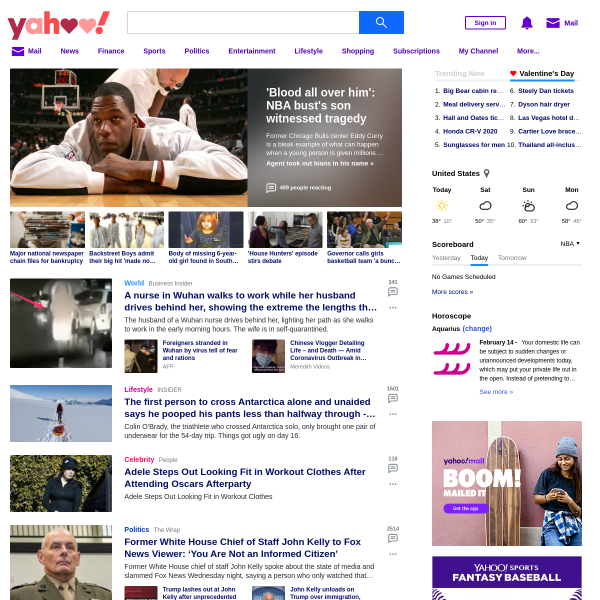 yahoo!
Sign in
Mail
Mail
News
Finance
Sports
Politics
Entertainment
Lifestyle
Shopping
Subscriptions
My Channel
More...
'Blood all over him':
NBA bust's son
witnessed tragedy
Former Chicago Bulls center Eddy Curry
is a bleak example of what can happen
when a young person is given millions ...
Agent took out loans in his name »
499 people reacting
Major national newspaper
chain files for bankruptcy
Backstreet Boys admit
their big hit 'made no...
Body of missing 6-year-
old girl found in South...
'House Hunters' episode
stirs debate
Governor calls girls
basketball team 'a bunc...
World Business Insider
A nurse in Wuhan walks to work while her husband
drives behind her, showing the extreme the lengths th...
The husband of a Wuhan nurse drives behind her, lighting her path as she walks
to work in the early morning hours. The wife is in self-quarantined.
341
Foreigners stranded in
Wuhan by virus tell of fear
and rations
AFP
Chinese Vlogger Detailing
Life – and Death — Amid
Coronavirus Outbreak in...
Meredith Videos
Lifestyle INSIDER
The first person to cross Antarctica alone and unaided
says he pooped his pants less than halfway through -...
Colin O'Brady, the triathlete who crossed Antarctica solo, only brought one pair of
underwear for the 54-day trip. Things got ugly on day 16.
1601
Celebrity People
Adele Steps Out Looking Fit in Workout Clothes After
Attending Oscars Afterparty
Adele Steps Out Looking Fit in Workout Clothes
116
Politics The Wrap
Former White House Chief of Staff John Kelly to Fox
News Viewer: 'You Are Not an Informed Citizen'
Former White House chief of staff John Kelly spoke about the state of media and
slammed Fox News Wednesday night, saying a person who only watched that...
2514
Trump lashes out at John
Kelly after unprecedented
John Kelly unloads on
Trump over immigration,
Trending Now
Valentine's Day
1. Big Bear cabin re...
2. Meal delivery serv...
3. Hall and Oates tic...
4. Honda CR-V 2020
5. Sunglasses for men
6. Steely Dan tickets
7. Dyson hair dryer
8. Las Vegas hotel d...
9. Cartier Love brace...
10. Thailand all-inclus...
United States
Today
Sat
Sun
Mon
38° 10°
50° 35°
60° 33°
58° 46°
Scoreboard
NBA
Yesterday
Today
Tomorrow
No Games Scheduled
More scores »
Horoscope
Aquarius (change)
February 14 - Your domestic life can
be subject to sudden changes or
unannounced developments today,
which may put your private life out in
the open. Instead of pretending to...
See more »
yahoo!mail
BOOM!
MAILED IT
Get the app
YAHOO! SPORTS
FANTASY BASEBALL